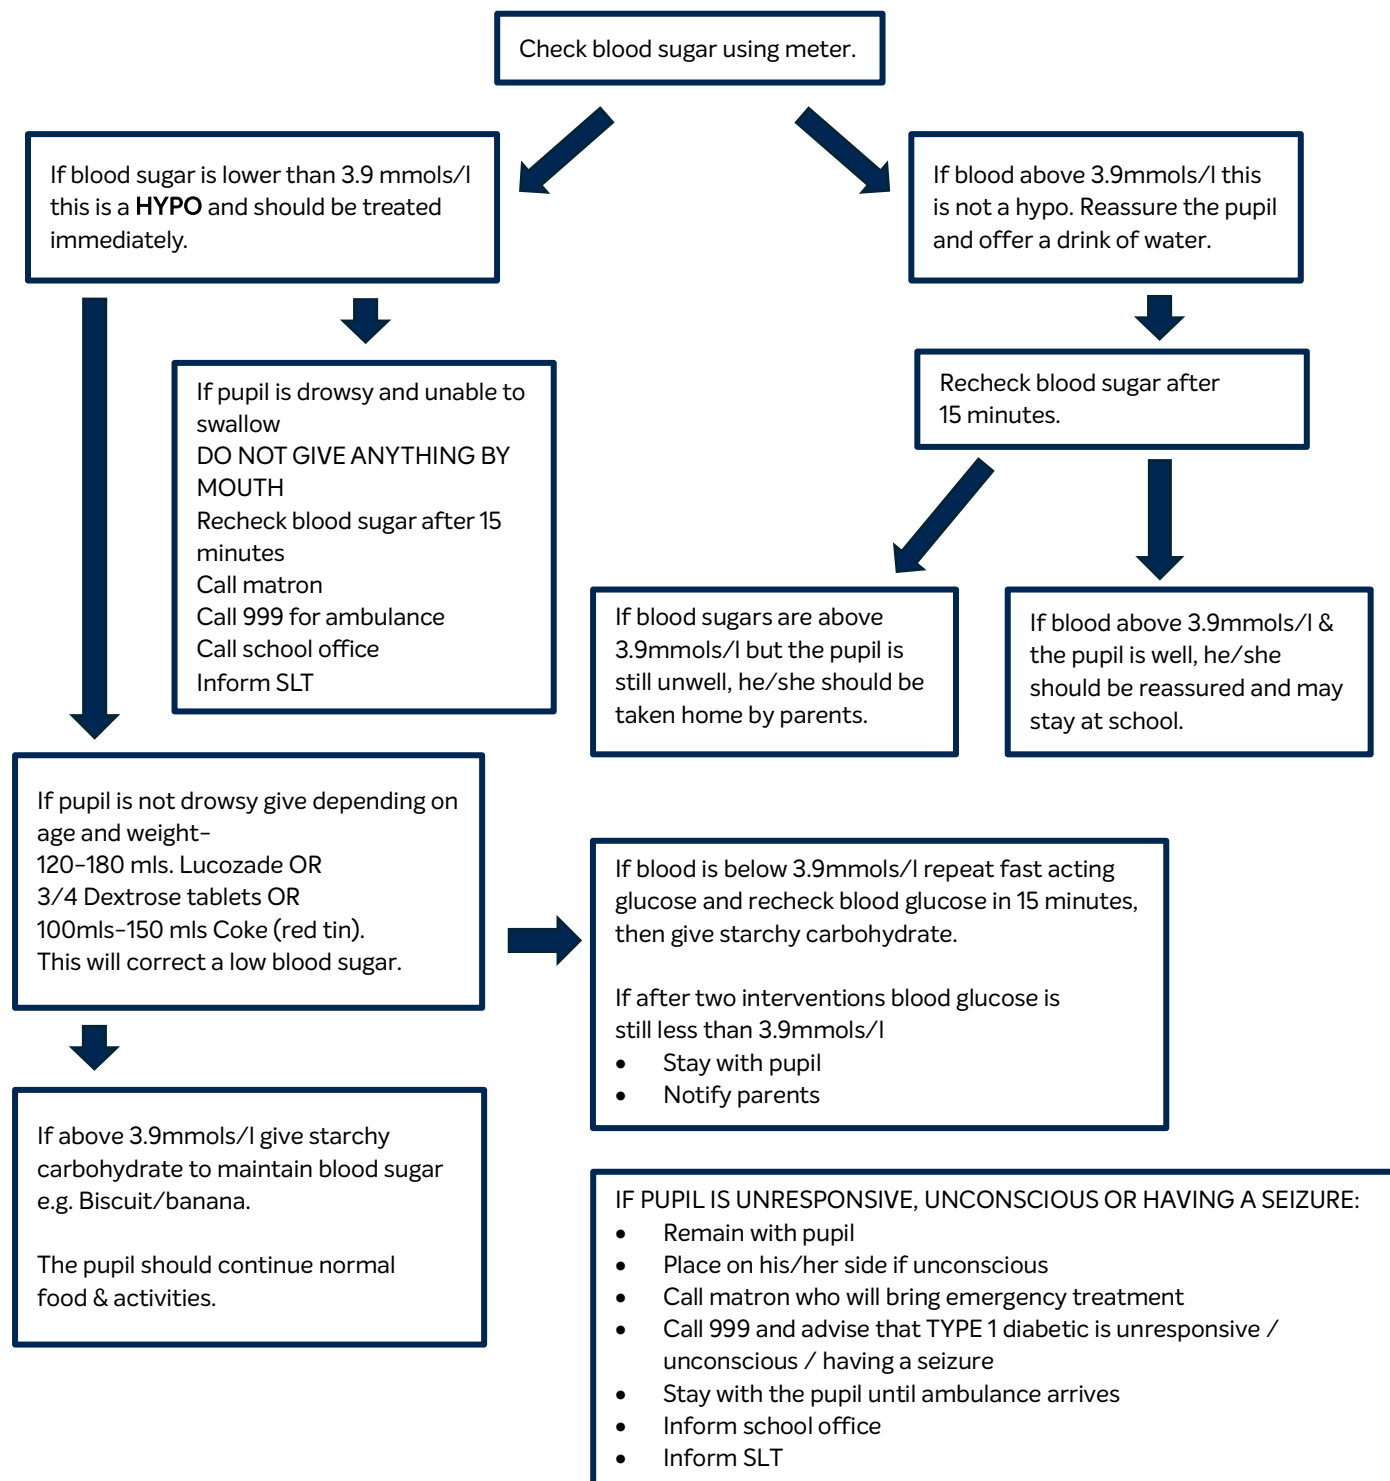 Check blood sugar using meter.
If blood sugar is lower than 3.9 mmols/l
this is a HYPO and should be treated
immediately.
If blood above 3.9mmols/l this
is not a hypo. Reassure the pupil
and offer a drink of water.
If pupil is drowsy and unable to
swallow
DO NOT GIVE ANYTHING BY
MOUTH
Recheck blood sugar after 15
minutes
Call matron
Call 999 for ambulance
Call school office
Inform SLT
Recheck blood sugar after
15 minutes.
If blood sugars are above
3.9mmols/l but the pupil is
still unwell, he/she should be
taken home by parents.
If blood above 3.9mmols/l &
the pupil is well, he/she
should be reassured and may
stay at school.
If pupil is not drowsy give depending on
age and weight–
120–180 mls. Lucozade OR
3/4 Dextrose tablets OR
100mls–150 mls Coke (red tin).
This will correct a low blood sugar.
If blood is below 3.9mmols/l repeat fast acting
glucose and recheck blood glucose in 15 minutes,
then give starchy carbohydrate.
If after two interventions blood glucose is
still less than 3.9mmols/l
• Stay with pupil
• Notify parents
If above 3.9mmols/l give starchy
carbohydrate to maintain blood sugar
e.g. Biscuit/banana.
The pupil should continue normal
food & activities.
IF PUPIL IS UNRESPONSIVE, UNCONSCIOUS OR HAVING A SEIZURE:
• Remain with pupil
• Place on his/her side if unconscious
• Call matron who will bring emergency treatment
• Call 999 and advise that TYPE 1 diabetic is unresponsive /
unconscious / having a seizure
• Stay with the pupil until ambulance arrives
• Inform school office
• Inform SLT